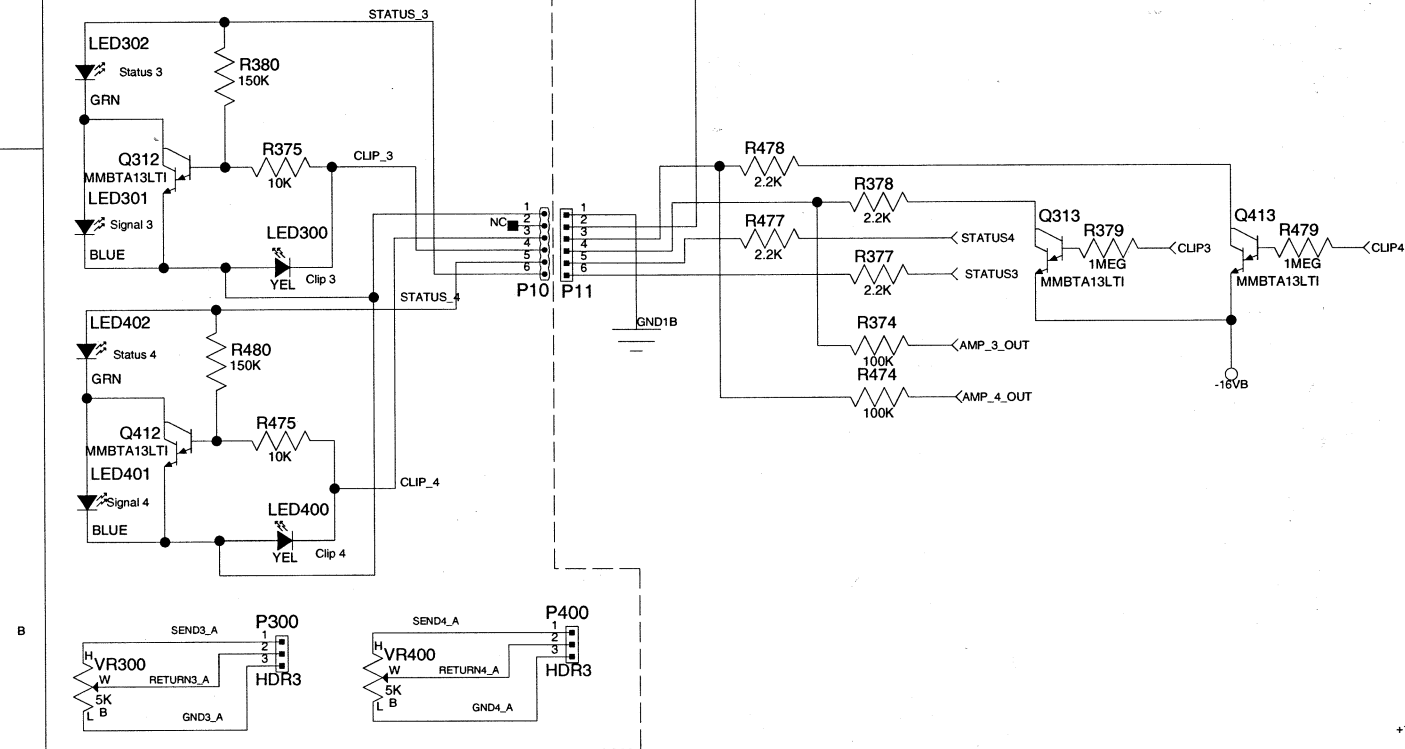 STATUS_3
LED302
Status 3
GRN
R380
150K
Q312
MMBTA13LTI
R375
10K
CLIP_3
LED301
Signal 3
BLUE
LED300
YEL
Clip 3
NC
1
2
3
4
5
6
P10
1
2
3
4
5
6
P11
GND1B
STATUS_4
LED402
Status 4
GRN
R480
150K
Q412
MMBTA13LTI
R475
10K
CLIP_4
LED401
Signal 4
BLUE
LED400
YEL
Clip 4
R478
2.2K
R378
2.2K
R477
2.2K
STATUS4
R377
2.2K
STATUS3
Q313
MMBTA13LTI
R379
1MEG
CLIP3
Q413
MMBTA13LTI
R479
1MEG
CLIP4
R374
100K
AMP_3_OUT
R474
100K
AMP_4_OUT
-16VB
B
SEND3_A
P300
1
2
3
HDR3
H
VR300
W
5K
B
L
RETURN3_A
GND3_A
SEND4_A
P400
1
2
3
HDR3
H
VR400
W
5K
B
L
RETURN4_A
GND4_A